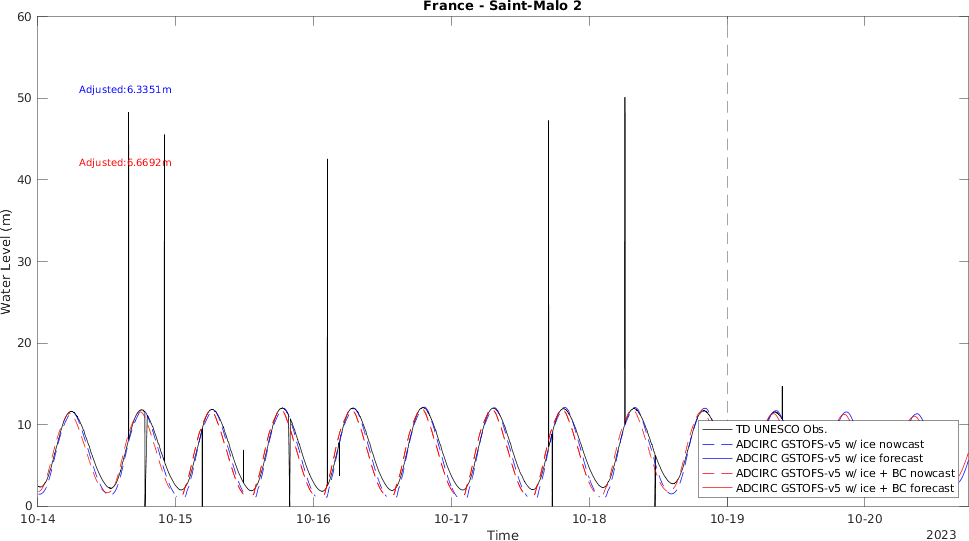 France - Saint-Malo 2
60
50
40
30
20
10
0
Water Level (m)
Adjusted:6.3351m
Adjusted:6.6692m
TD UNESCO Obs.
ADCIRC GSTOFS-v5 w/ ice nowcast
ADCIRC GSTOFS-v5 w/ ice forecast
ADCIRC GSTOFS-v5 w/ ice + BC nowcast
ADCIRC GSTOFS-v5 w/ ice + BC forecast
10-14 10-15 10-16 10-17 10-18 10-19 10-20
Time
2023